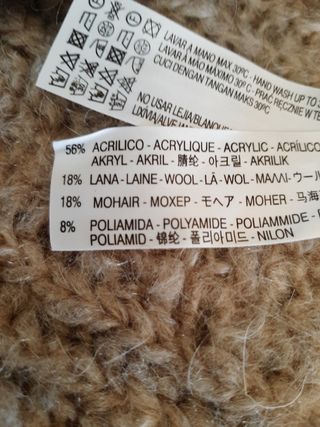 LAVAR A MANO MAX 30ºC - HAND WASH UP TO
LAVAR À MÃO MÁXIMO 30º C - PRAĆ RĘCZNIE W
CUCI DENGAN TANGAN MAKS 30ºC
NO USAR LEJIA/BLANQUE
56% ACRILICO - ACRYLIQUE - ACRYLIC - ACRÍLICO
AKRYL - AKRIL - 腈纶 - 아크릴 - AKRILIK
18% LANA - LAINE - WOOL - LÃ - WOL - ΜΑΛΛΙ - ウール
18% MOHAIR - МОХЕР - モヘア - MOHER - 马海
8% POLIAMIDA - POLYAMIDE - POLIAMMIDE -
POLIAMID - 锦纶 - 폴리아미드 - NILON